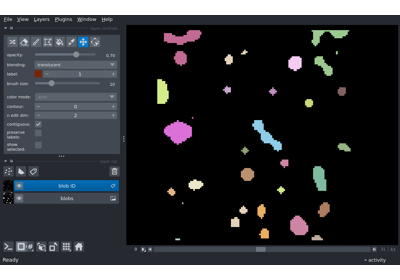 File View Layers Plugins Window Help
opacity: 0.70
blending: translucent
label: 1
brush size: 10
color mode:
contour: 0
n edit dim: 2
contiguous:
preserve labels:
show selected:
blob ID
blobs
Ready
activity